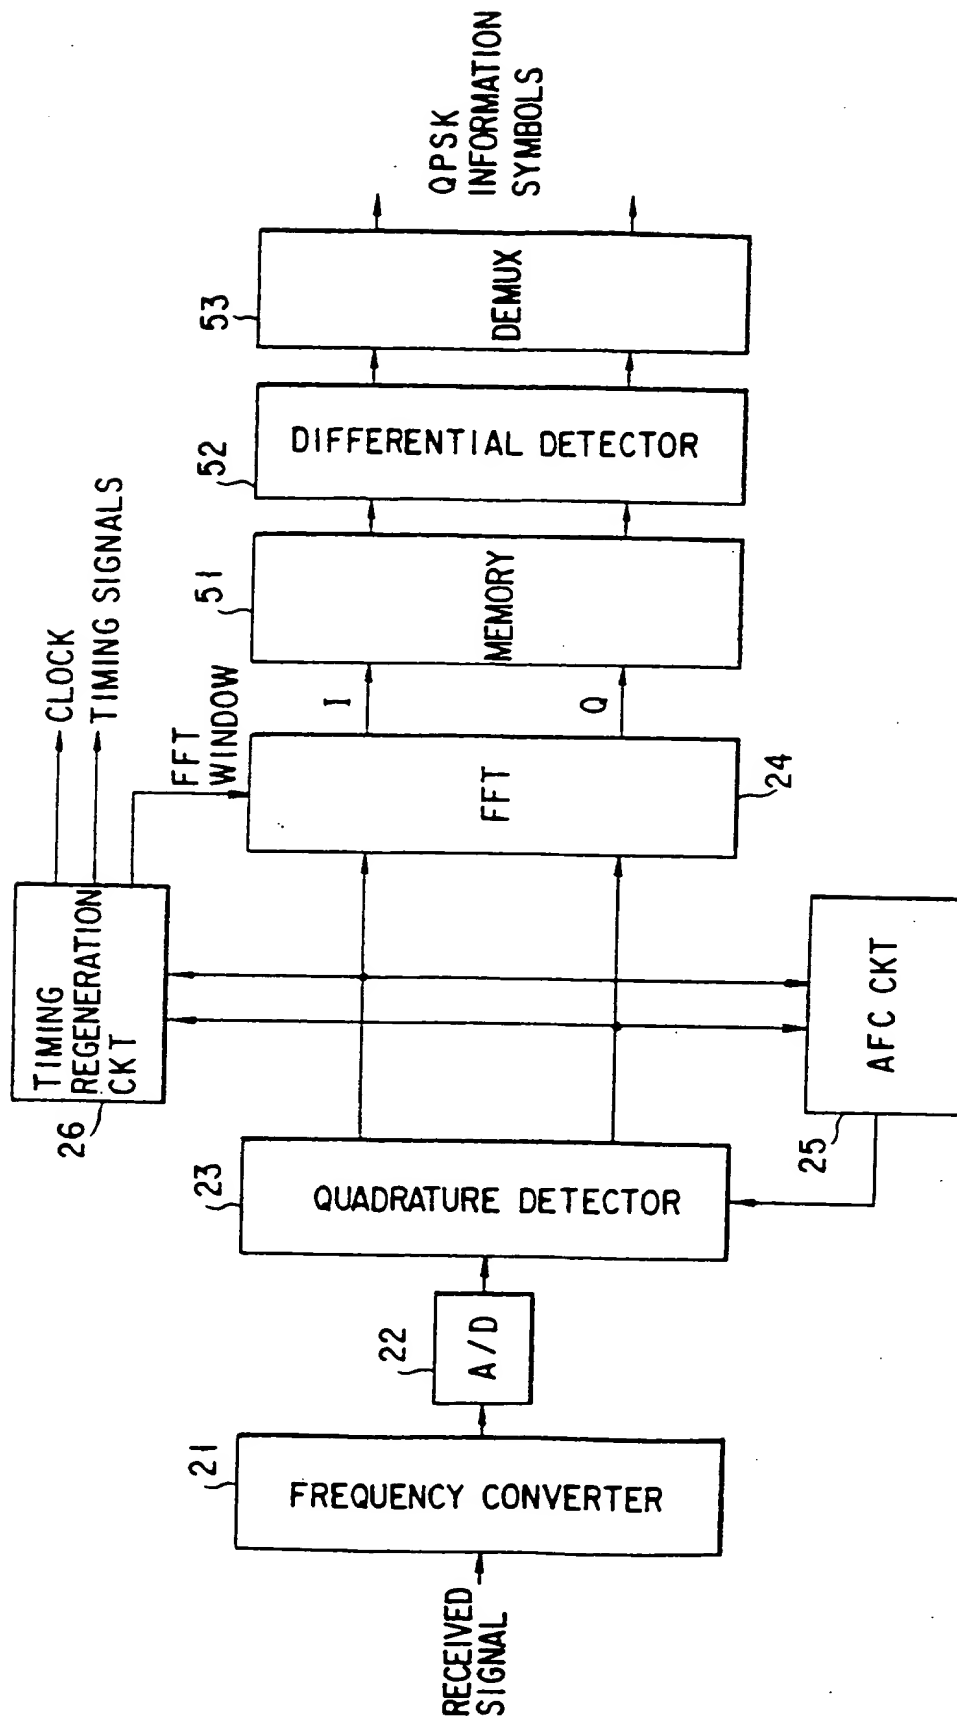 RECEIVED
SIGNAL
21
FREQUENCY CONVERTER
22
A/D
23
QUADRATURE DETECTOR
26
TIMING
REGENERATION
CKT
25
AFC CKT
CLOCK
TIMING SIGNALS
FFT
WINDOW
FFT
24
I
Q
51
MEMORY
52
DIFFERENTIAL DETECTOR
53
DEMUX
QPSK
INFORMATION
SYMBOLS